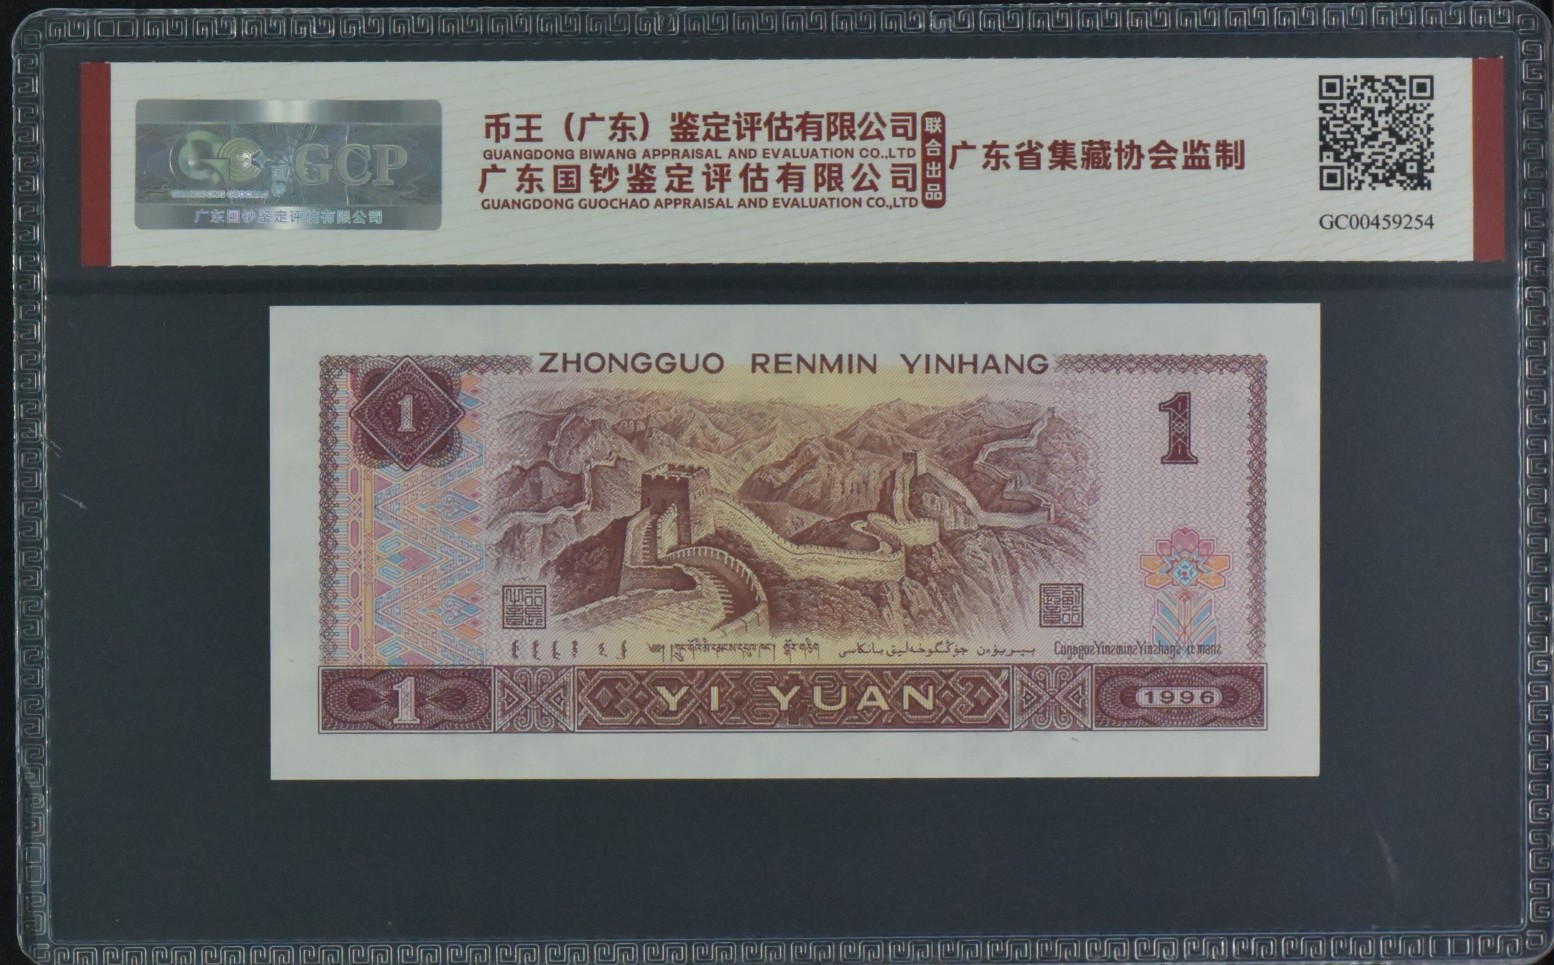 GCP
广东国钞鉴定评估有限公司
币王（广东）鉴定评估有限公司
GUANGDONG BIWANG APPRAISAL AND EVALUATION CO.,LTD
广东国钞鉴定评估有限公司
GUANGDONG GUOCHAO APPRAISAL AND EVALUATION CO.,LTD
联合出品
广东省集藏协会监制
GC00459254
ZHONGGUO RENMIN YINHANG
1
1
1
YI YUAN
1996